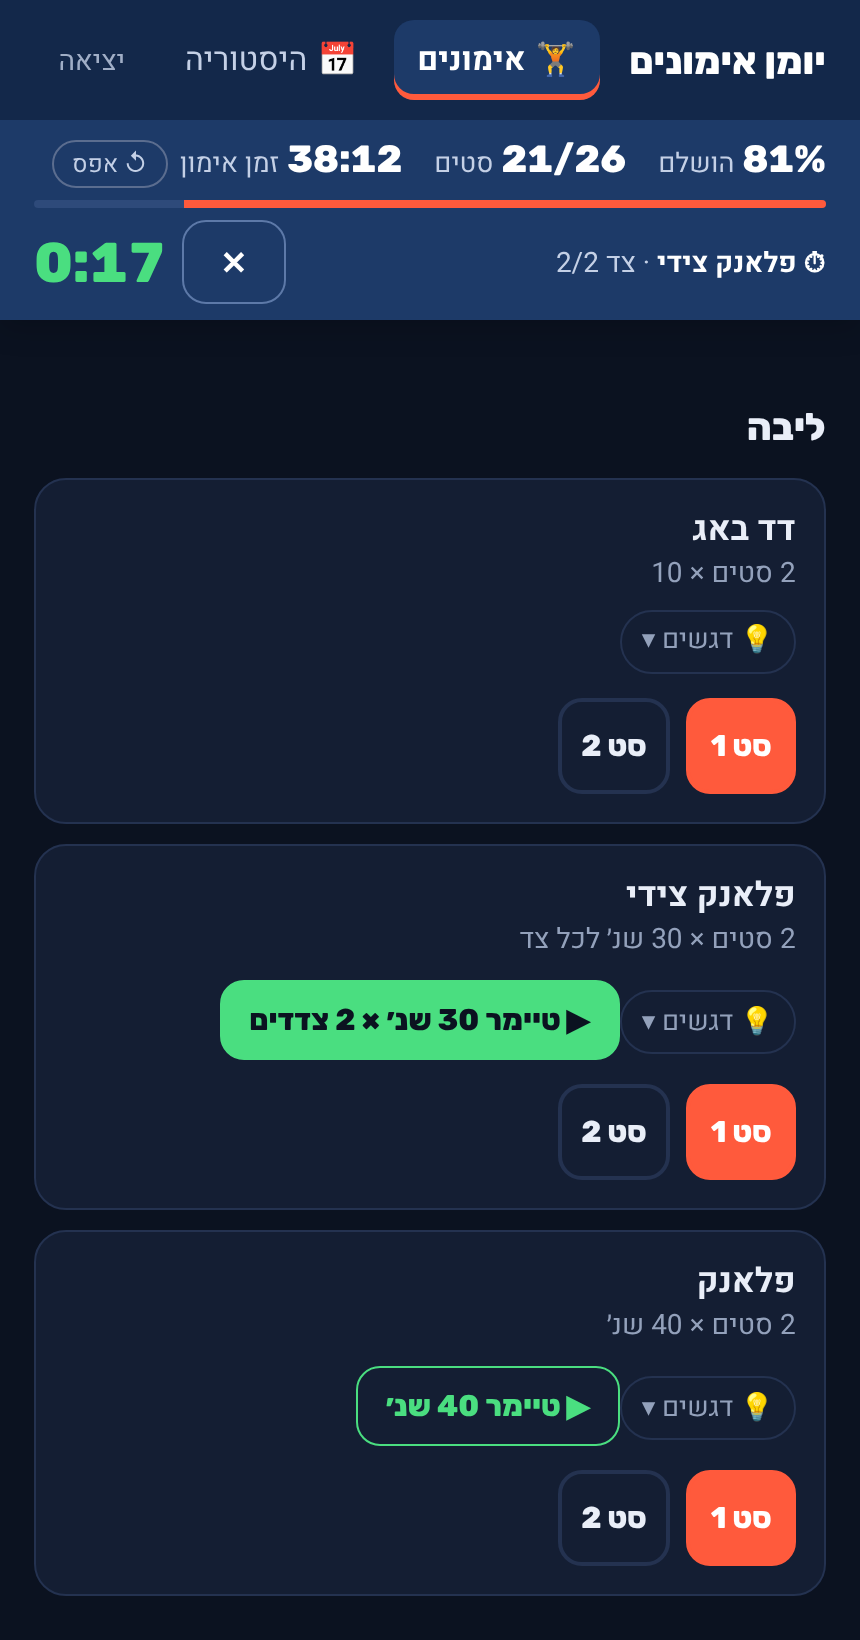 יומן אימונים 🏋️ אימונים 📅 היסטוריה יציאה
81% הושלם 21/26 סטים 38:12 זמן אימון ↺ אפס
⏱ פלאנק צידי · צד 2/2 ✕ 0:17
ליבה
דד באג
2 סטים × 10
💡 דגשים ▾
סט 1 סט 2
פלאנק צידי
2 סטים × 30 שנ׳ לכל צד
💡 דגשים ▾ ▶ טיימר 30 שנ׳ × 2 צדדים
סט 1 סט 2
פלאנק
2 סטים × 40 שנ׳
💡 דגשים ▾ ▶ טיימר 40 שנ׳
סט 1 סט 2